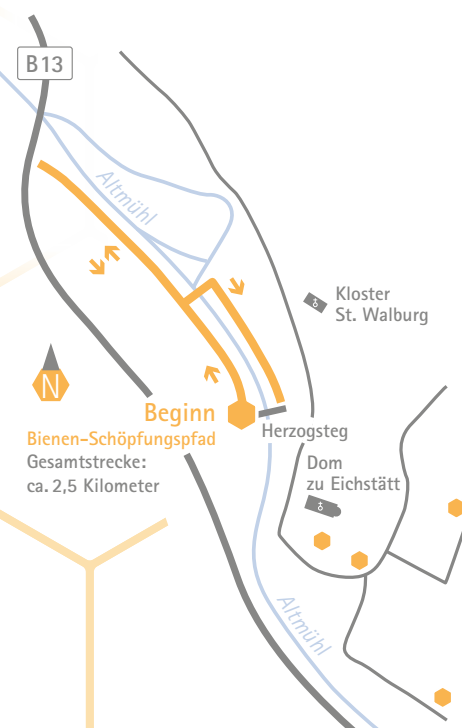 B13
Altmühl
Kloster
St. Walburg
N
Beginn
Bienen-Schöpfungspfad
Gesamtstrecke:
ca. 2,5 Kilometer
Herzogsteg
Dom
zu Eichstätt
Altmühl